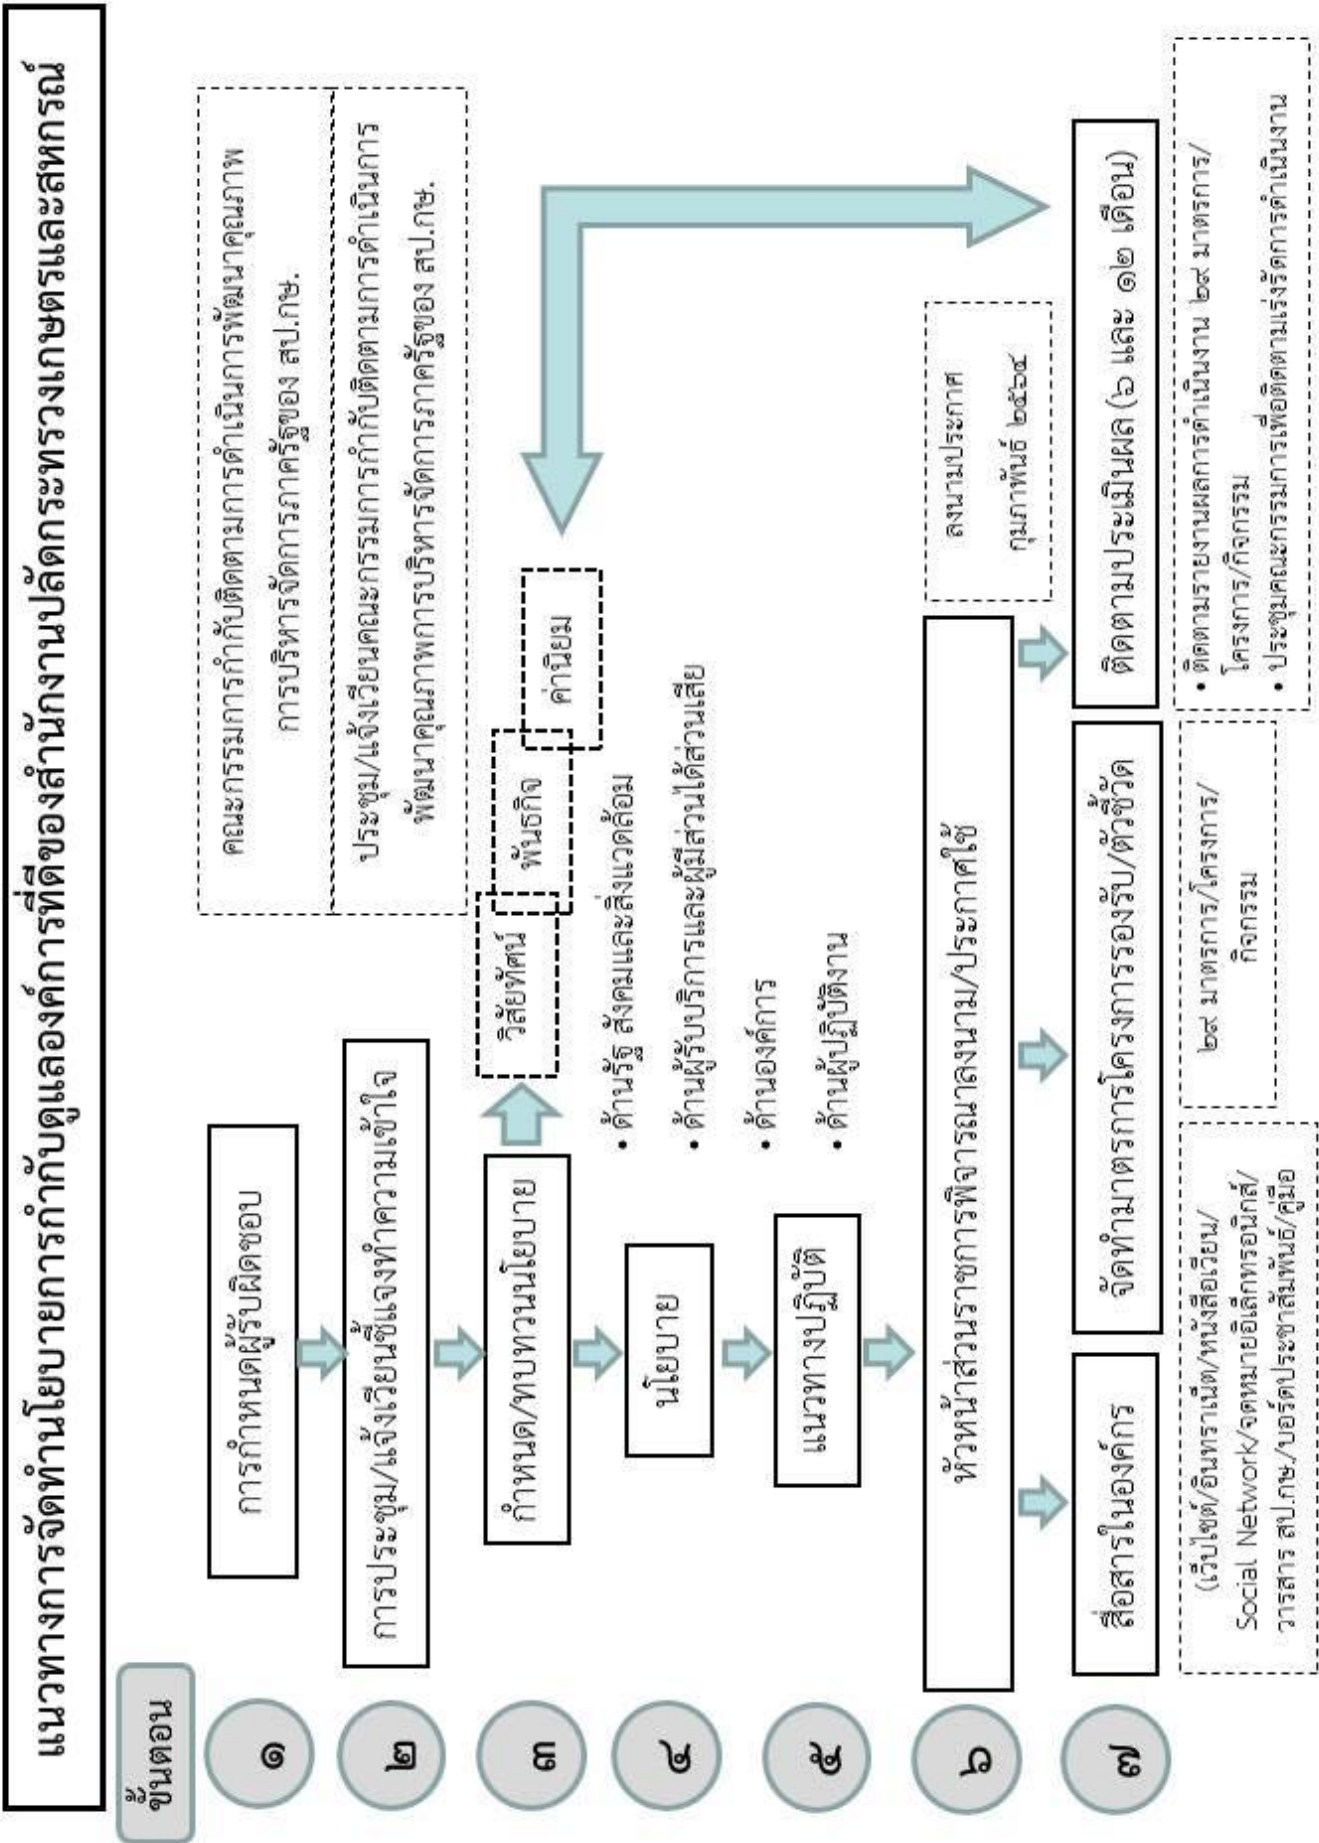 แนวทางการจัดทำนโยบายการกำกับดูแลองค์การที่ดีของสำนักงานปลัดกระทรวงเกษตรและสหกรณ์
ขั้นตอน
๑
การกำหนดผู้รับผิดชอบ
คณะกรรมการกำกับติดตามการดำเนินการพัฒนาคุณภาพ
การบริหารจัดการภาครัฐของ สป.กษ.
๒
การประชุม/แจ้งเวียนชี้แจงทำความเข้าใจ
ประชุม/แจ้งเวียนคณะกรรมการกำกับติดตามการดำเนินการ
พัฒนาคุณภาพการบริหารจัดการภาครัฐของ สป.กษ.
๓
กำหนด/ทบทวนนโยบาย
วิสัยทัศน์
พันธกิจ
ค่านิยม
๔
นโยบาย
• ด้านรัฐ สังคมและสิ่งแวดล้อม
• ด้านผู้รับบริการและผู้มีส่วนได้ส่วนเสีย
• ด้านองค์การ
• ด้านผู้ปฏิบัติงาน
๕
แนวทางปฏิบัติ
๖
หัวหน้าส่วนราชการพิจารณาลงนาม/ประกาศใช้
ลงนามประกาศ
กุมภาพันธ์ ๒๕๖๔
๗
สื่อสารในองค์กร
จัดทำมาตรการโครงการรองรับ/ตัวชี้วัด
ติดตามประเมินผล (๖ และ ๑๒ เดือน)
(เว็บไซต์/อินทราเน็ต/หนังสือเวียน/
Social Network/จดหมายอิเล็กทรอนิกส์/
วารสาร สป.กษ/บอร์ดประชาสัมพันธ์/คู่มือ
๒๙ มาตรการ/โครงการ/
กิจกรรม
• ติดตามรายงานผลการดำเนินงาน ๒๙ มาตรการ/
โครงการ/กิจกรรม
• ประชุมคณะกรรมการเพื่อติดตามเร่งรัดการดำเนินงาน